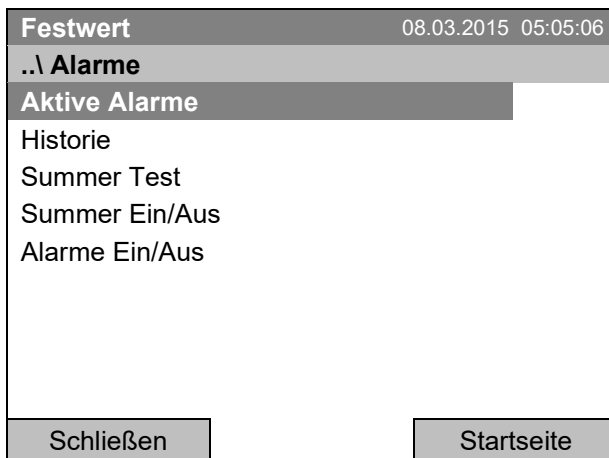 Festwert 08.03.2015 05:05:06
..\ Alarme
Aktive Alarme
Historie
Summer Test
Summer Ein/Aus
Alarme Ein/Aus
Schließen Startseite